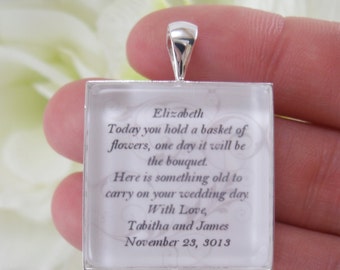 Elizabeth
Today you hold a basket of
flowers, one day it will be
the bouquet.
Here is something old to
carry on your wedding day.
With Love,
Tabitha and James
November 23, 3013